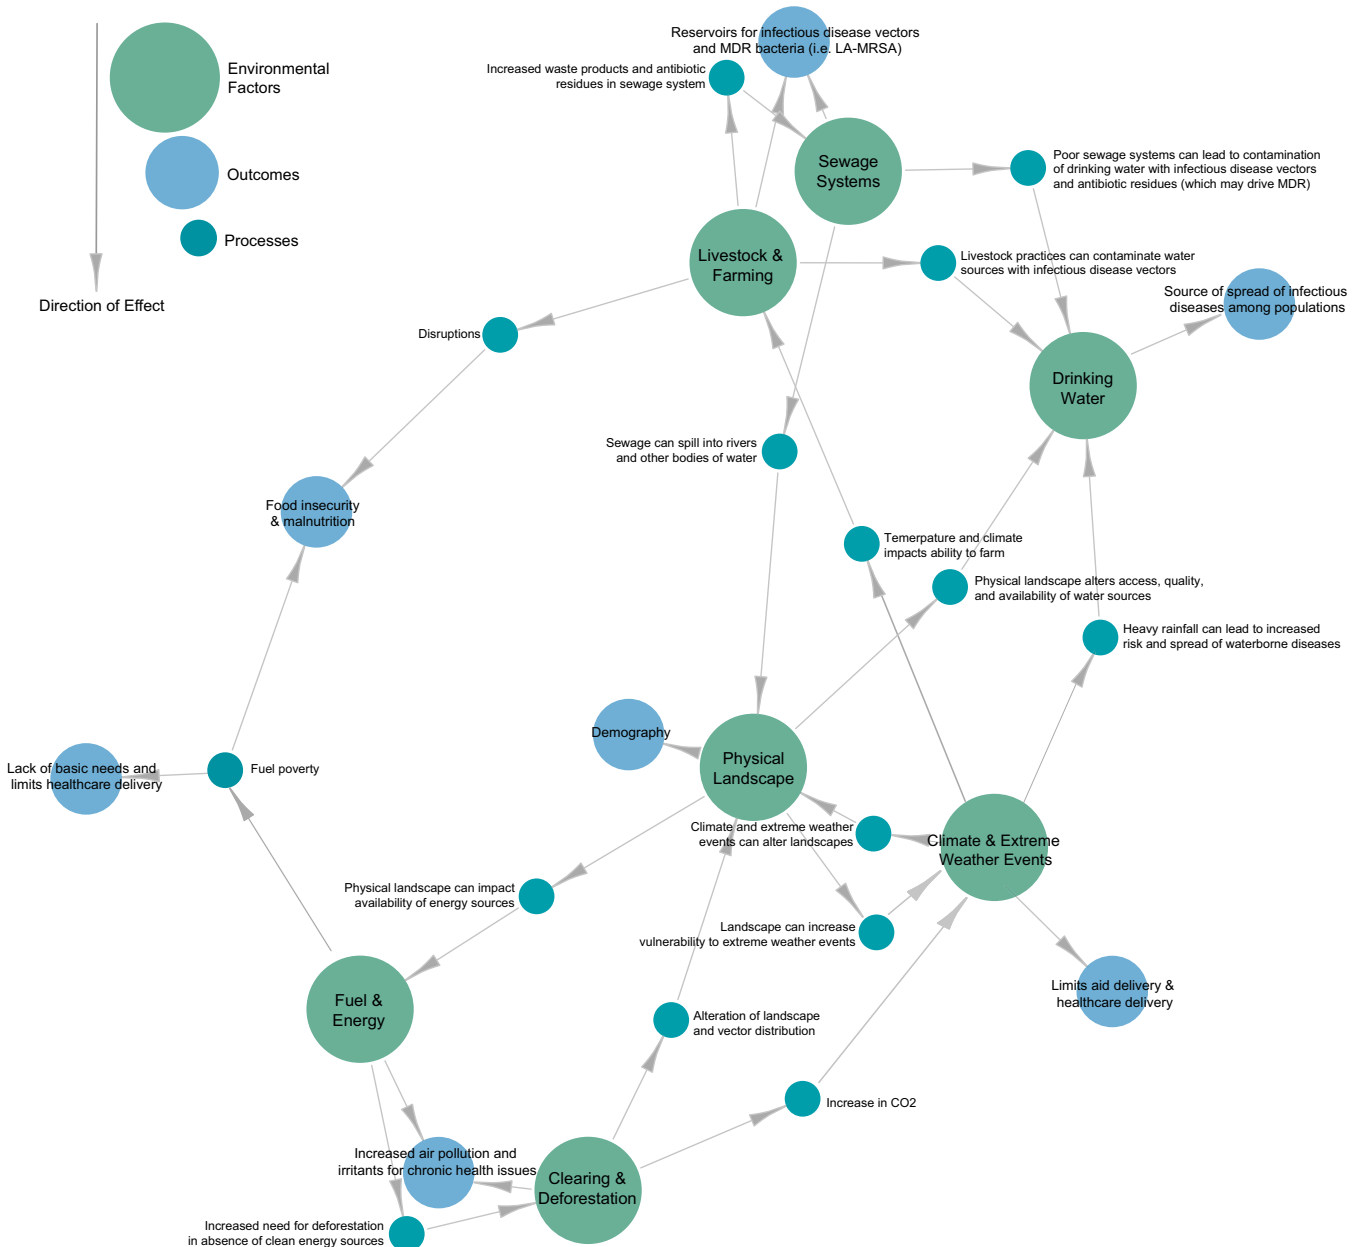 Environmental
Factors
Outcomes
Processes
Direction of Effect
Reservoirs for infectious disease vectors
and MDR bacteria (i.e. LA-MRSA)
Increased waste products and antibiotic
residues in sewage system
Sewage
Systems
Poor sewage systems can lead to contamination
of drinking water with infectious disease vectors
and antibiotic residues (which may drive MDR)
Livestock &
Farming
Livestock practices can contaminate water
sources with infectious disease vectors
Source of spread of infectious
diseases among populations
Disruptions
Drinking
Water
Sewage can spill into rivers
and other bodies of water
Food insecurity
& malnutrition
Temerpature and climate
impacts ability to farm
Physical landscape alters access, quality,
and availability of water sources
Heavy rainfall can lead to increased
risk and spread of waterborne diseases
Demography
Physical
Landscape
Lack of basic needs and
limits healthcare delivery
Fuel poverty
Climate and extreme weather
events can alter landscapes
Climate & Extreme
Weather Events
Physical landscape can impact
availability of energy sources
Landscape can increase
vulnerability to extreme weather events
Limits aid delivery &
healthcare delivery
Fuel &
Energy
Alteration of landscape
and vector distribution
Increase in CO2
Increased air pollution and
irritants for chronic health issues
Clearing &
Deforestation
Increased need for deforestation
in absence of clean energy sources